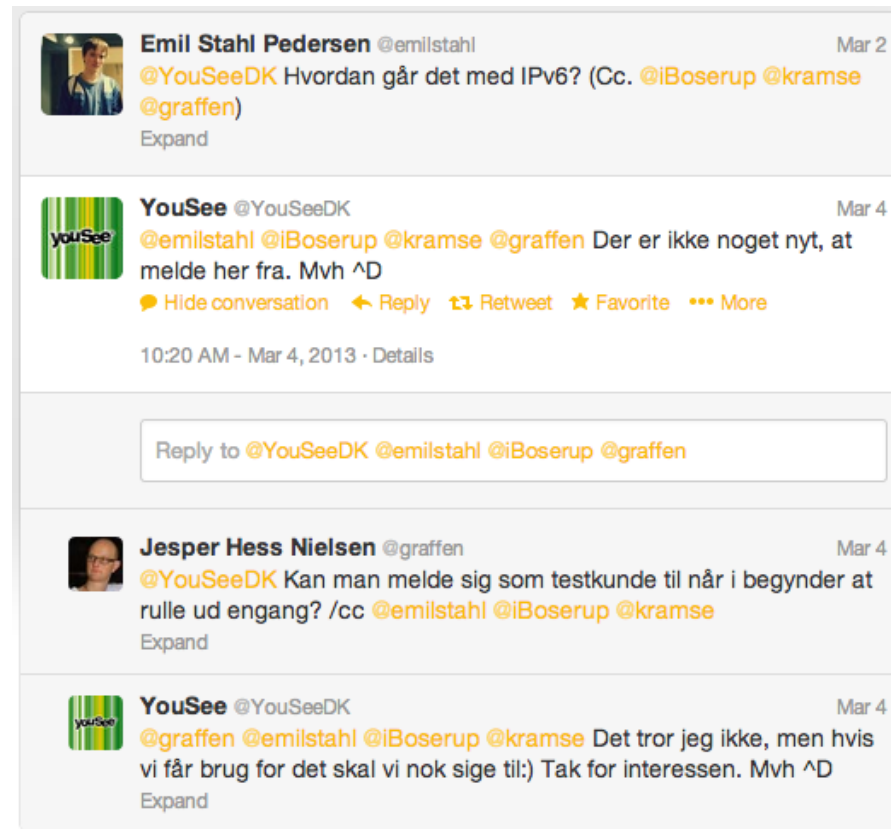 Emil Stahl Pedersen @emilstahl Mar 2
@YouSeeDK Hvordan går det med IPv6? (Cc. @iBoserup @kramse
@graffen)
Expand
youSee
YouSee @YouSeeDK Mar 4
@emilstahl @iBoserup @kramse @graffen Der er ikke noget nyt, at
melde her fra. Mvh ^D
Hide conversation Reply Retweet Favorite More
10:20 AM - Mar 4, 2013 · Details
Reply to @YouSeeDK @emilstahl @iBoserup @graffen
Jesper Hess Nielsen @graffen Mar 4
@YouSeeDK Kan man melde sig som testkunde til når i begynder at
rulle ud engang? /cc @emilstahl @iBoserup @kramse
Expand
youSee
YouSee @YouSeeDK Mar 4
@graffen @emilstahl @iBoserup @kramse Det tror jeg ikke, men hvis
vi får brug for det skal vi nok sige til:) Tak for interessen. Mvh ^D
Expand